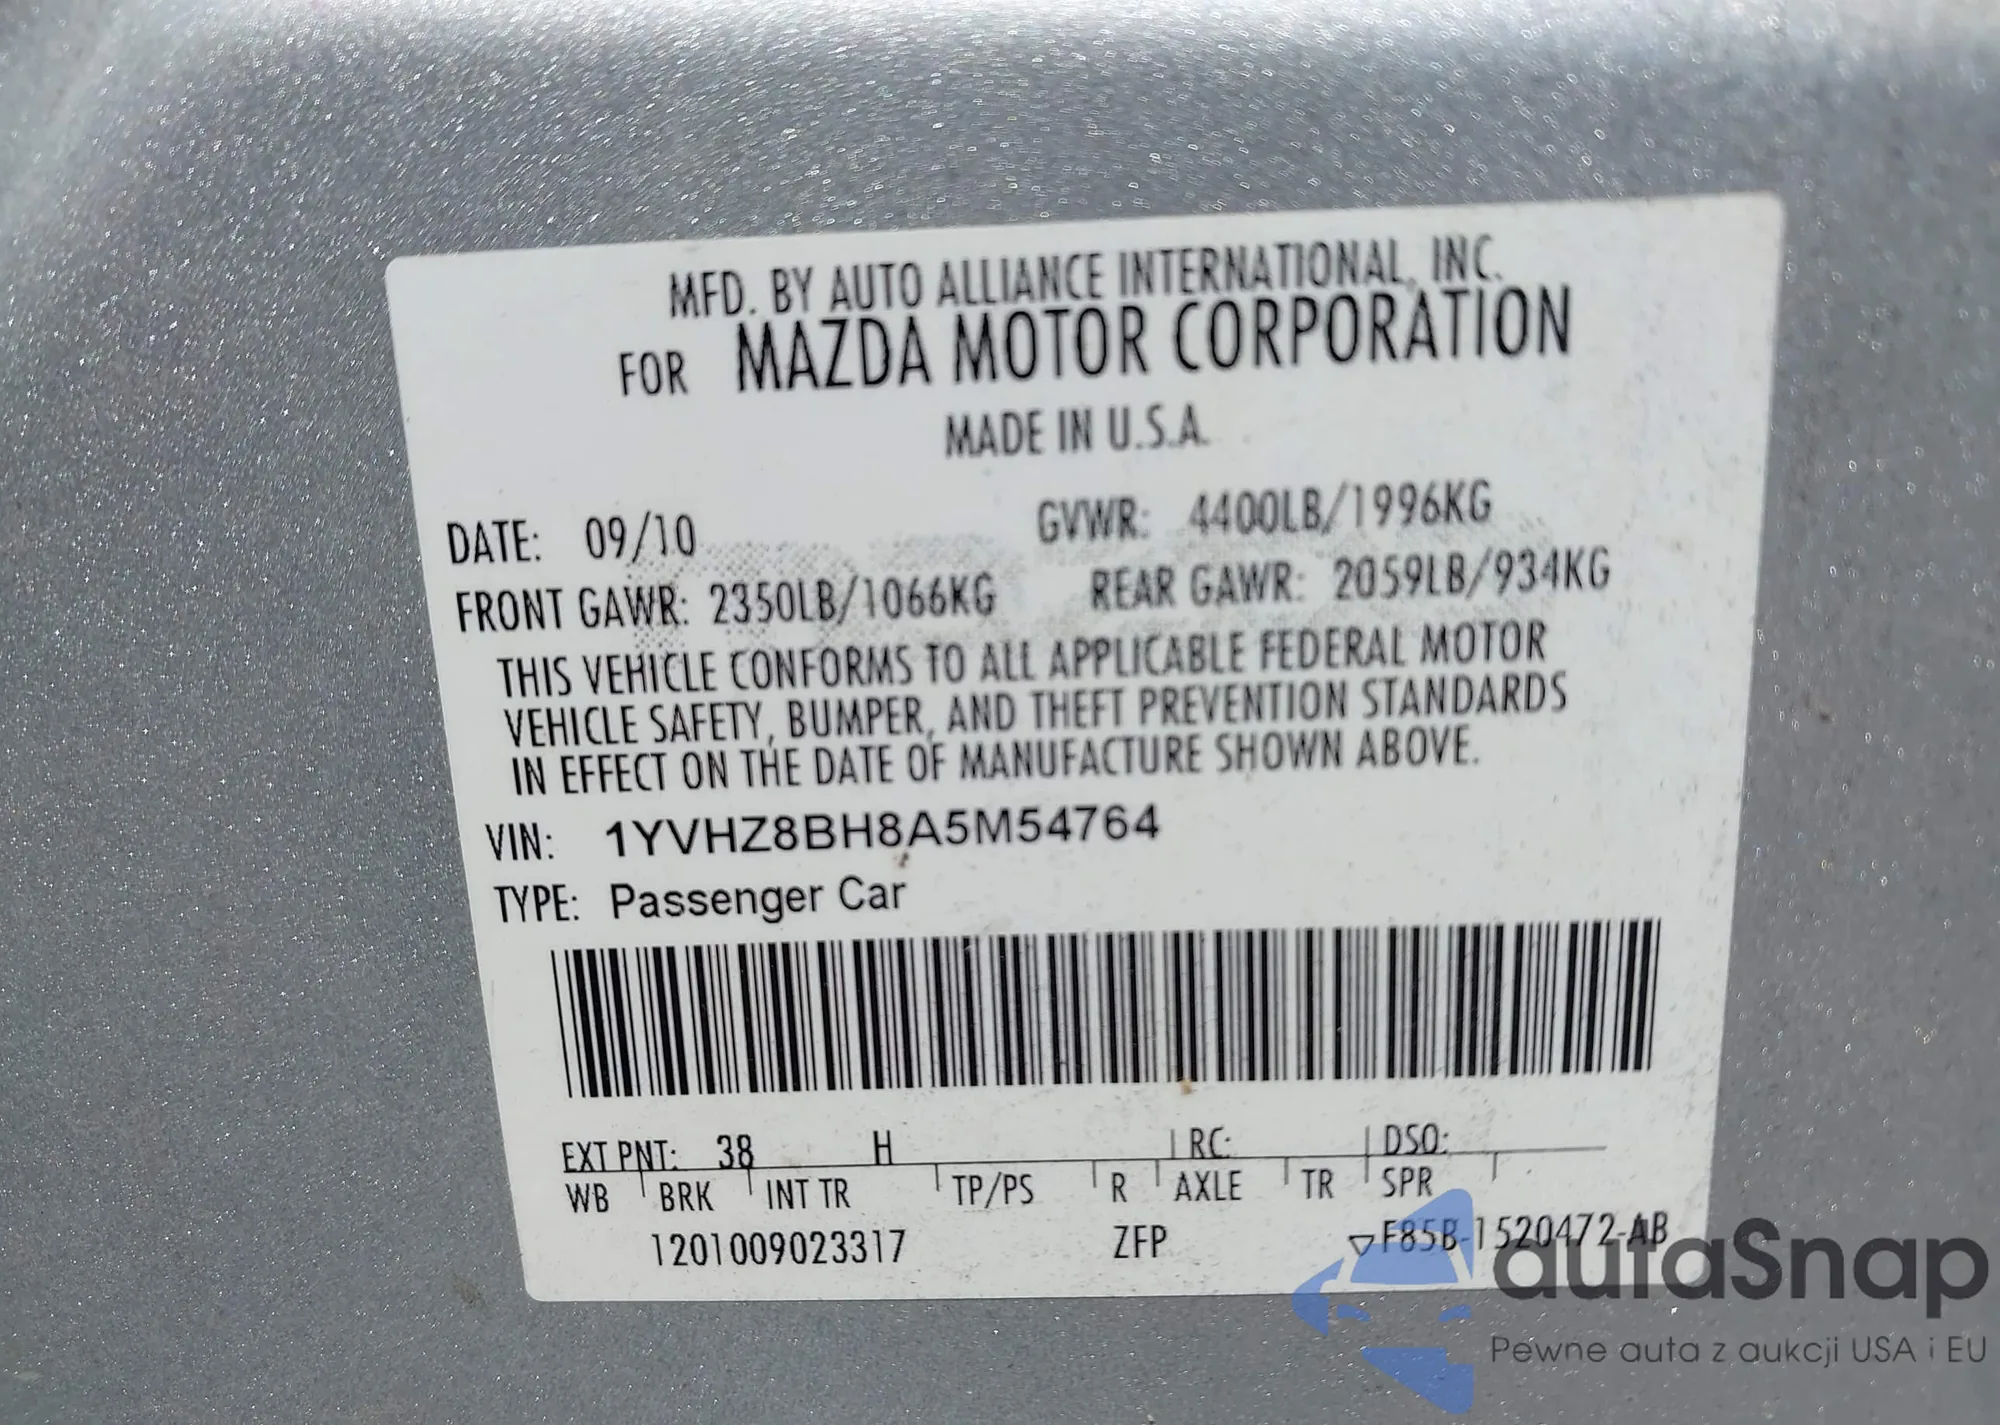 MFD. BY AUTO ALLIANCE INTERNATIONAL, INC.
FOR MAZDA MOTOR CORPORATION
MADE IN U.S.A.
DATE: 09/10 GVWR: 4400LB/1996KG
FRONT GAWR: 2350LB/1066KG REAR GAWR: 2059LB/934KG
THIS VEHICLE CONFORMS TO ALL APPLICABLE FEDERAL MOTOR
VEHICLE SAFETY, BUMPER, AND THEFT PREVENTION STANDARDS
IN EFFECT ON THE DATE OF MANUFACTURE SHOWN ABOVE.
VIN: 1YVHZ8BH8A5M54764
TYPE: Passenger Car
EXT PNT: 38 H RC: DSO:
WB BRK INT TR TP/PS R AXLE TR SPR
1201009023317 ZFP ▽F85B-1520472-AB
autaSnap
Pewne auta z aukcji USA i EU